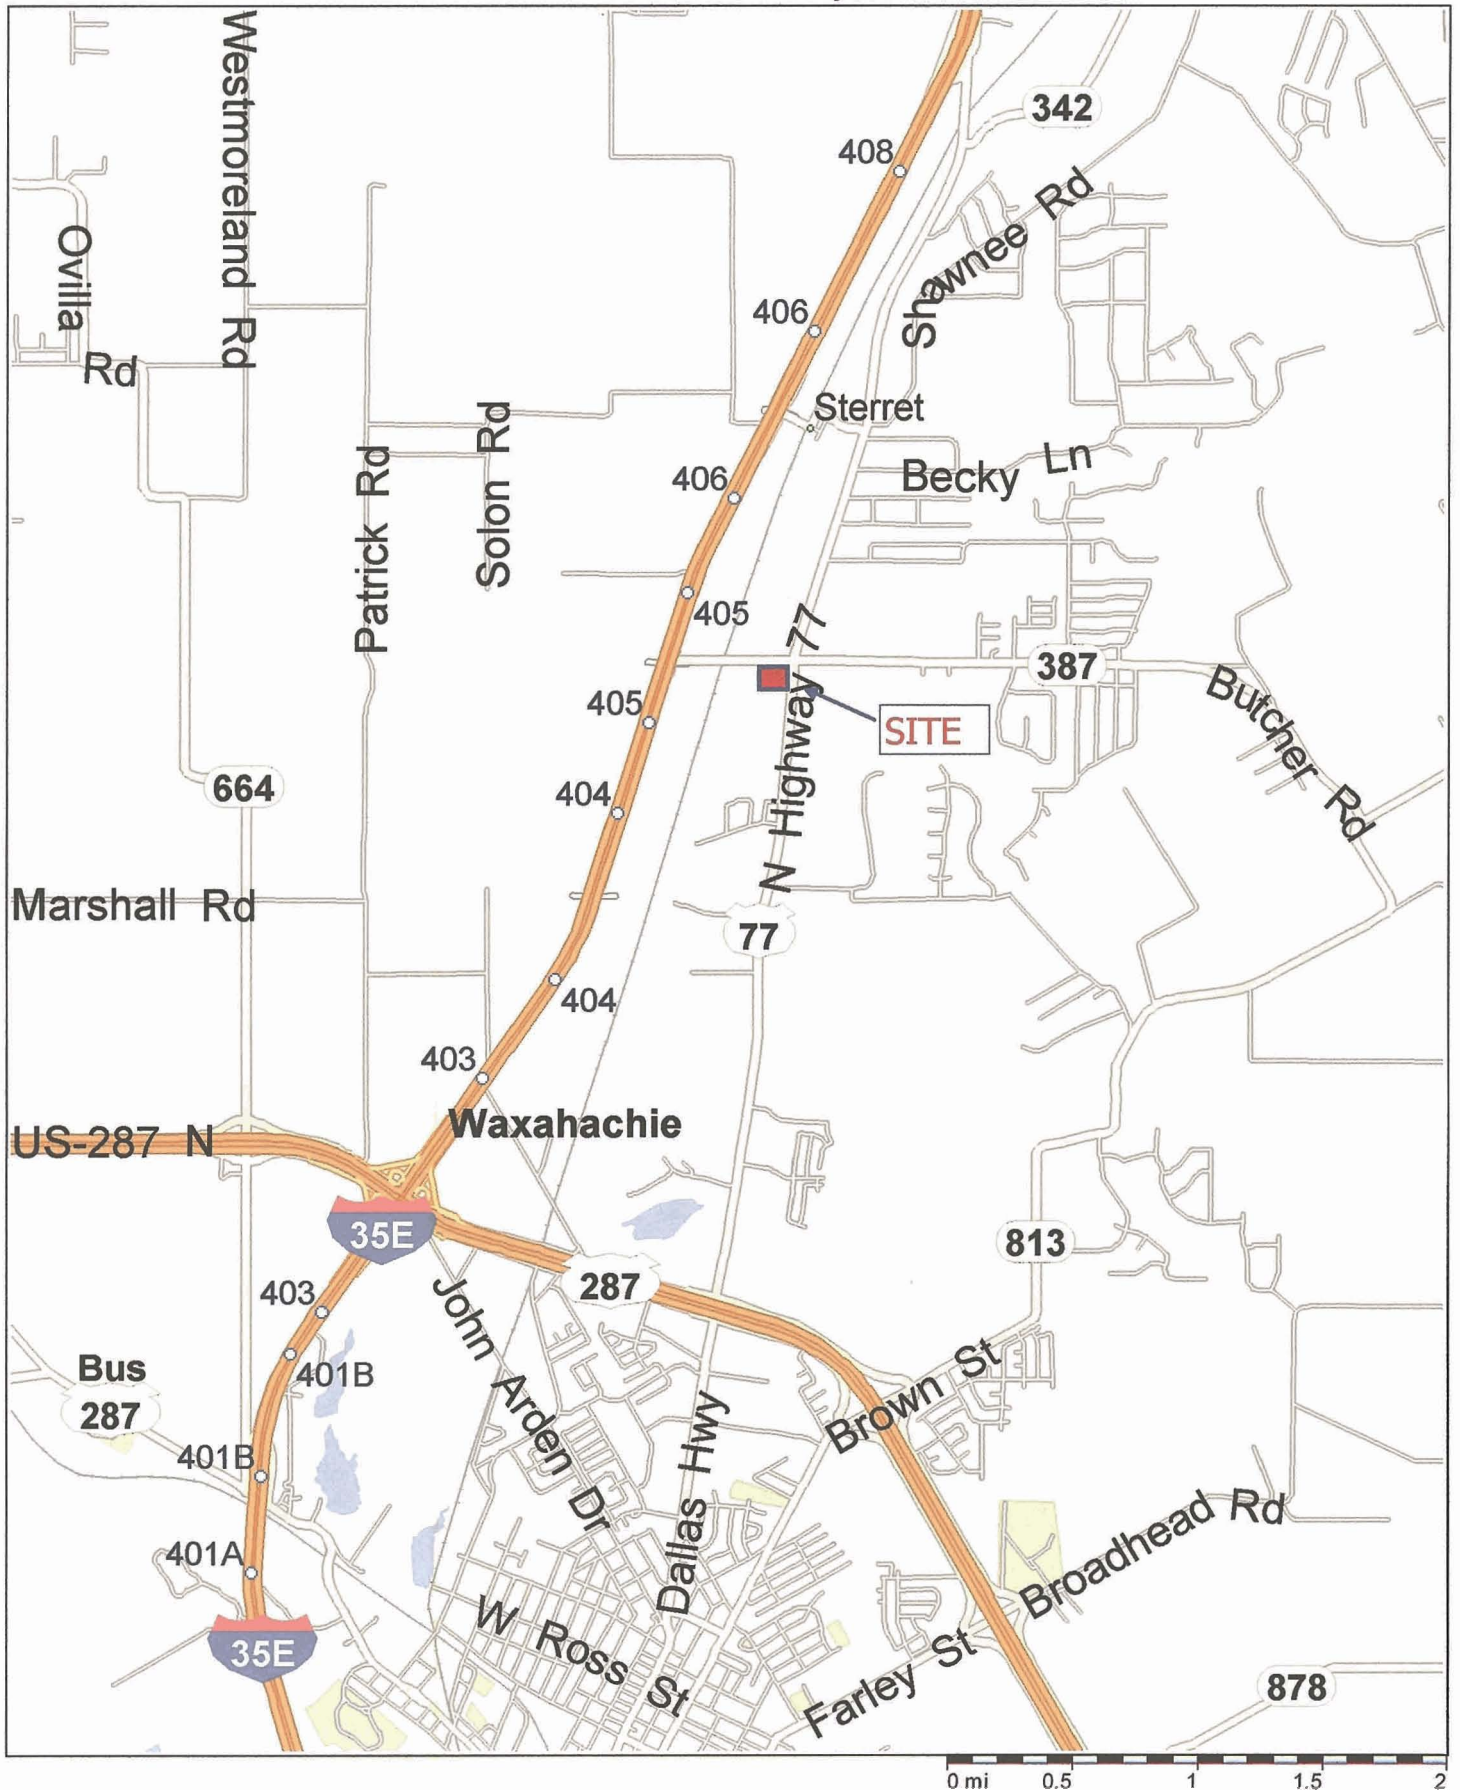 Westmoreland Rd
342
408
Shawnee Rd
Ovilla
Rd
406
Sterret
Solon Rd
Patrick Rd
406
Becky Ln
405
N Highway 77
387
Butcher Rd
405
SITE
664
404
Marshall Rd
77
404
403
Waxahachie
US-287 N
35E
813
287
403
John Arden Dr
Bus
287
401B
Brown St
Dallas Hwy
401B
Broadhead Rd
401A
W Ross St
35E
Farley St
878
0 mi 0.5 1 1.5 2